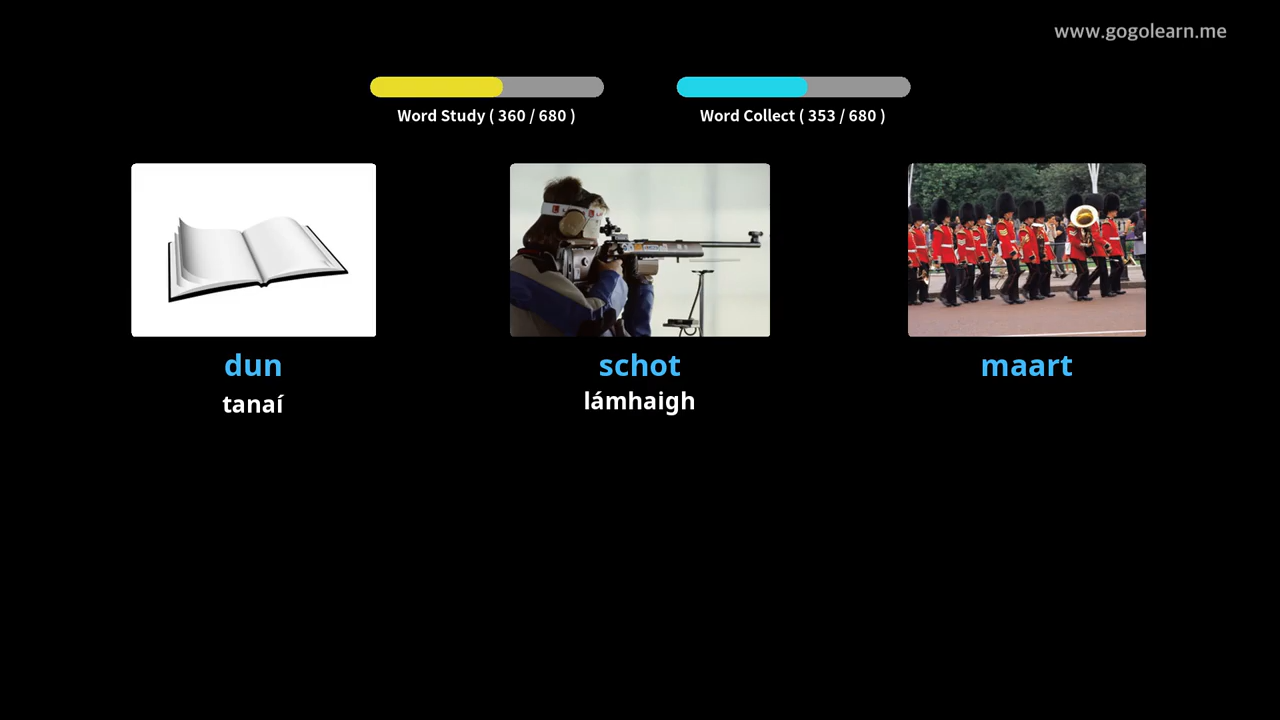 www.gogolearn.me
Word Study ( 360 / 680 )
Word Collect ( 353 / 680 )
dun
schot
maart
tanaí
lámhaigh